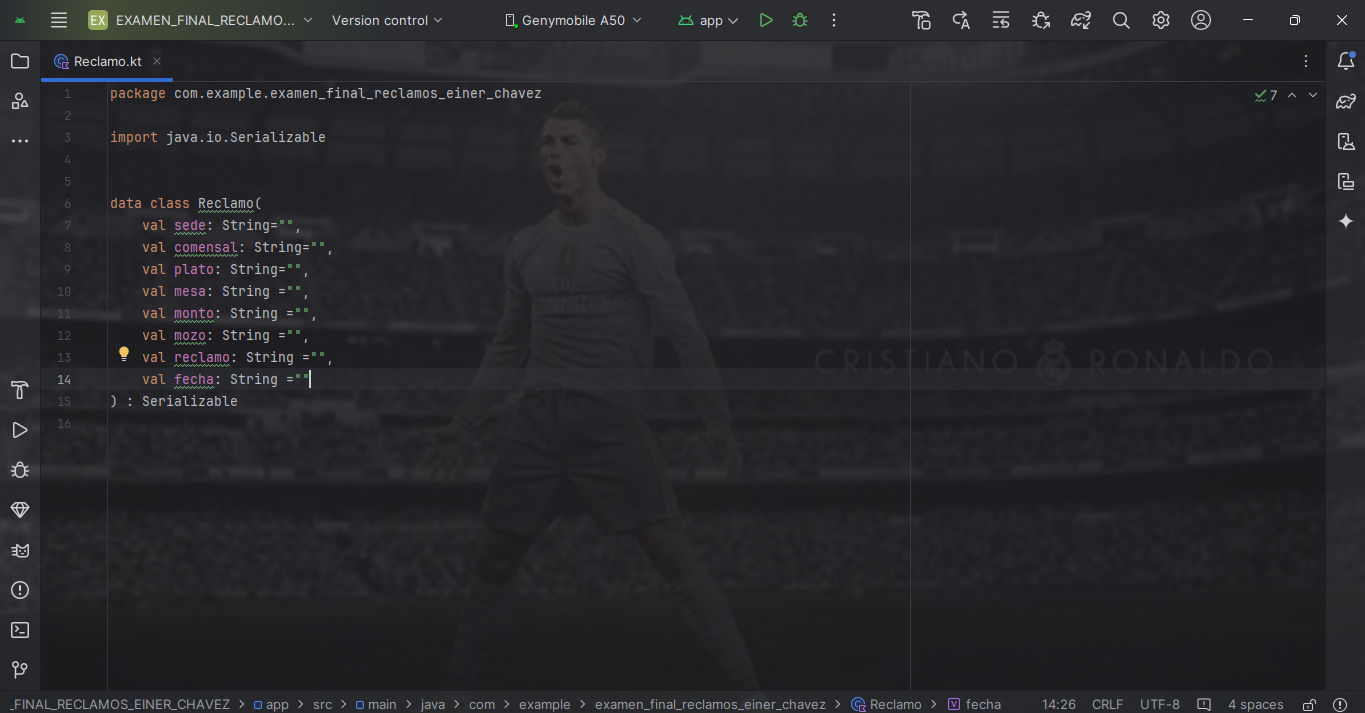 EX EXAMEN_FINAL_RECLAMO... Version control Genymobile A50 app
Reclamo.kt
1 package com.example.examen_final_reclamos_einer_chavez
7
2
3 import java.io.Serializable
4
5
6 data class Reclamo(
7 val sede: String="",
8 val comensal: String="",
9 val plato: String="",
10 val mesa: String ="",
11 val monto: String ="",
12 val mozo: String ="",
13 val reclamo: String ="",
CRISTIANO RONALDO
14 val fecha: String =""
15 ) : Serializable
16
_FINAL_RECLAMOS_EINER_CHAVEZ > app > src > main > java > com > example > examen_final_reclamos_einer_chavez > Reclamo > V fecha 14:26 CRLF UTF-8 4 spaces